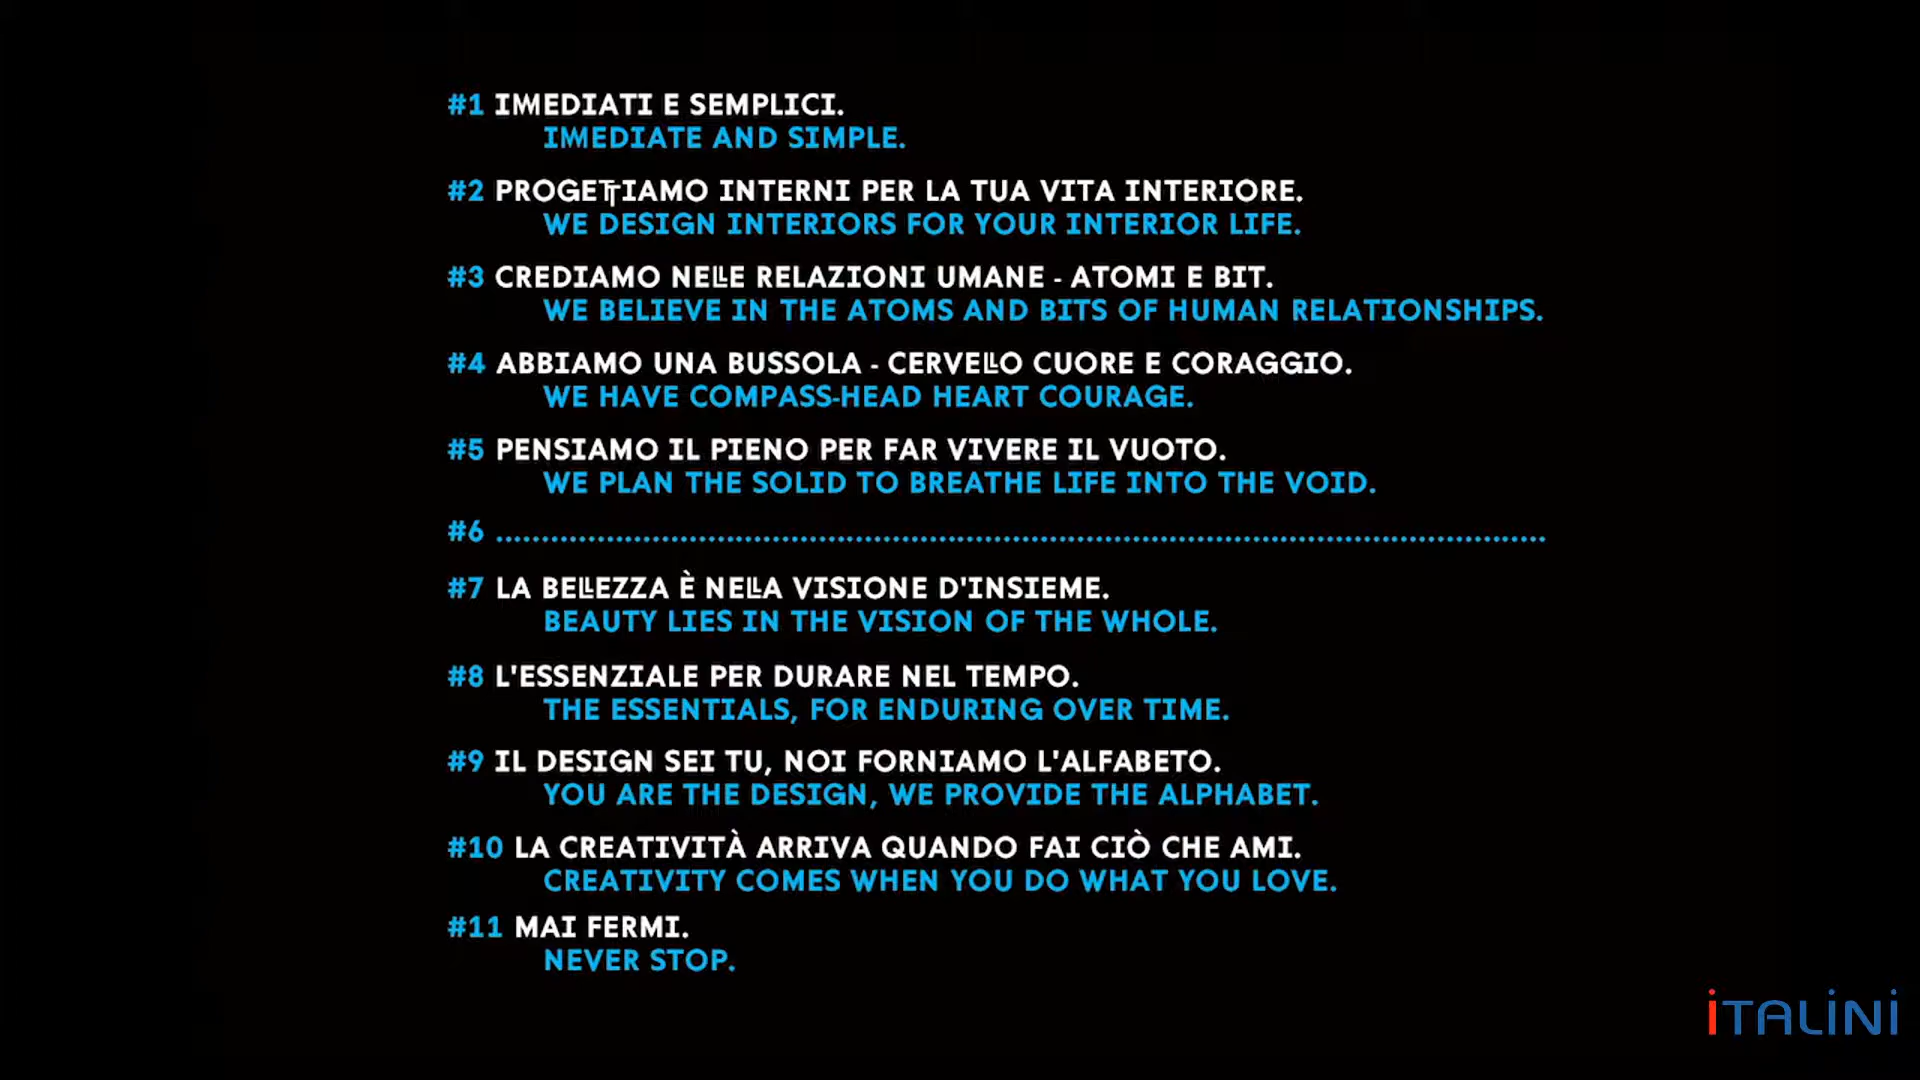 #1 IMMEDIATI E SEMPLICI.
IMMEDIATE AND SIMPLE.
#2 PROGETTIAMO INTERNI PER LA TUA VITA INTERIORE.
WE DESIGN INTERIORS FOR YOUR INTERIOR LIFE.
#3 CREDIAMO NELLE RELAZIONI UMANE - ATOMI E BIT.
WE BELIEVE IN THE ATOMS AND BITS OF HUMAN RELATIONSHIPS.
#4 ABBIAMO UNA BUSSOLA - CERVELLO CUORE E CORAGGIO.
WE HAVE COMPASS-HEAD HEART COURAGE.
#5 PENSIAMO IL PIENO PER FAR VIVERE IL VUOTO.
WE PLAN THE SOLID TO BREATHE LIFE INTO THE VOID.
#6 ................................................................................................
#7 LA BELLEZZA È NELLA VISIONE D'INSIEME.
BEAUTY LIES IN THE VISION OF THE WHOLE.
#8 L'ESSENZIALE PER DURARE NEL TEMPO.
THE ESSENTIALS, FOR ENDURING OVER TIME.
#9 IL DESIGN SEI TU, NOI FORNIAMO L'ALFABETO.
YOU ARE THE DESIGN, WE PROVIDE THE ALPHABET.
#10 LA CREATIVITÀ ARRIVA QUANDO FAI CIÒ CHE AMI.
CREATIVITY COMES WHEN YOU DO WHAT YOU LOVE.
#11 MAI FERMI.
NEVER STOP.
iTALiNi